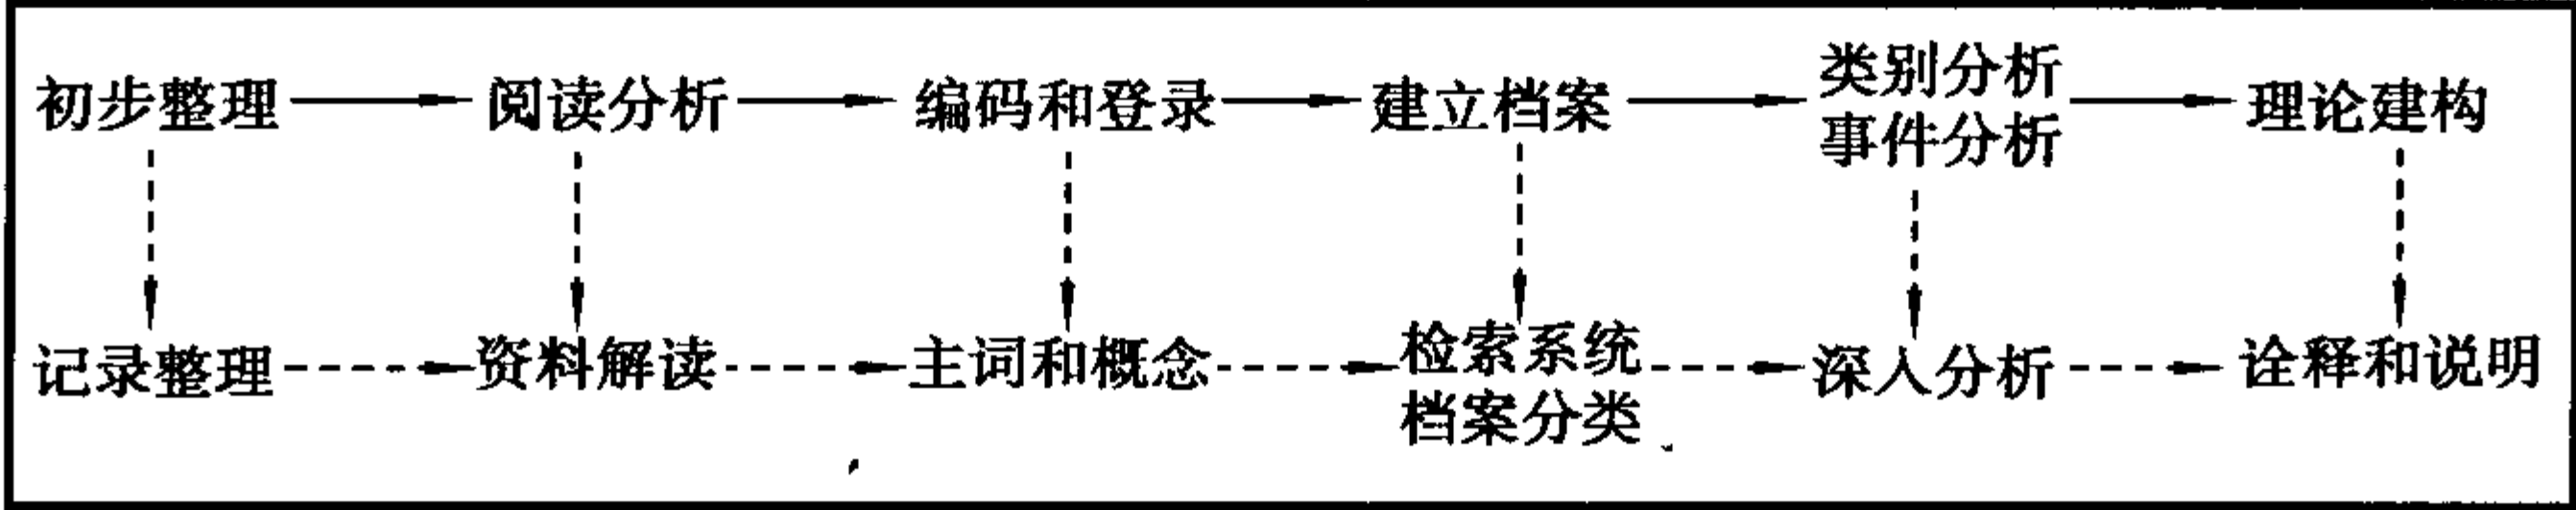 初步整理 阅读分析 编码和登录 建立档案 类别分析 理论建构
事件分析
记录整理 资料解读 主词和概念 检索系统 深入分析 诠释和说明
档案分类